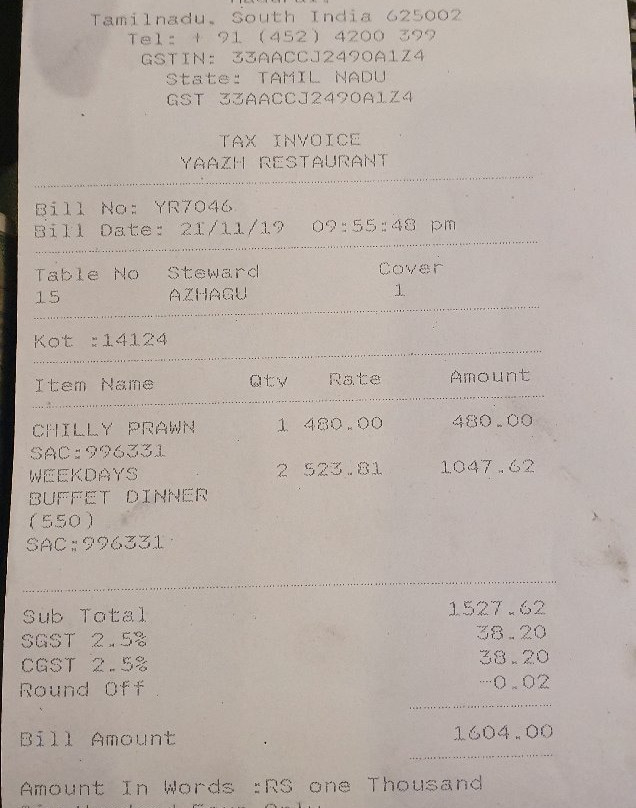 Tamilnadu. South India 625002
Tel: + 91 (452) 4200 399
GSTIN: 33AACCJ2490A1Z4
State: TAMIL NADU
GST 33AACCJ2490A1Z4
TAX INVOICE
YAAZH RESTAURANT
Bill No: YR7046
Bill Date: 21/11/19 09:55:48 pm
Table No Steward Cover
15 AZHAGU 1
Kot :14124
Item Name Qty Rate Amount
CHILLY PRAWN 1 480.00 480.00
SAC:996331
WEEKDAYS 2 523.81 1047.62
BUFFET DINNER
(550)
SAC:996331
Sub Total 1527.62
SGST 2.5% 38.20
CGST 2.5% 38.20
Round Off -0.02
Bill Amount 1604.00
Amount In Words :RS one Thousand